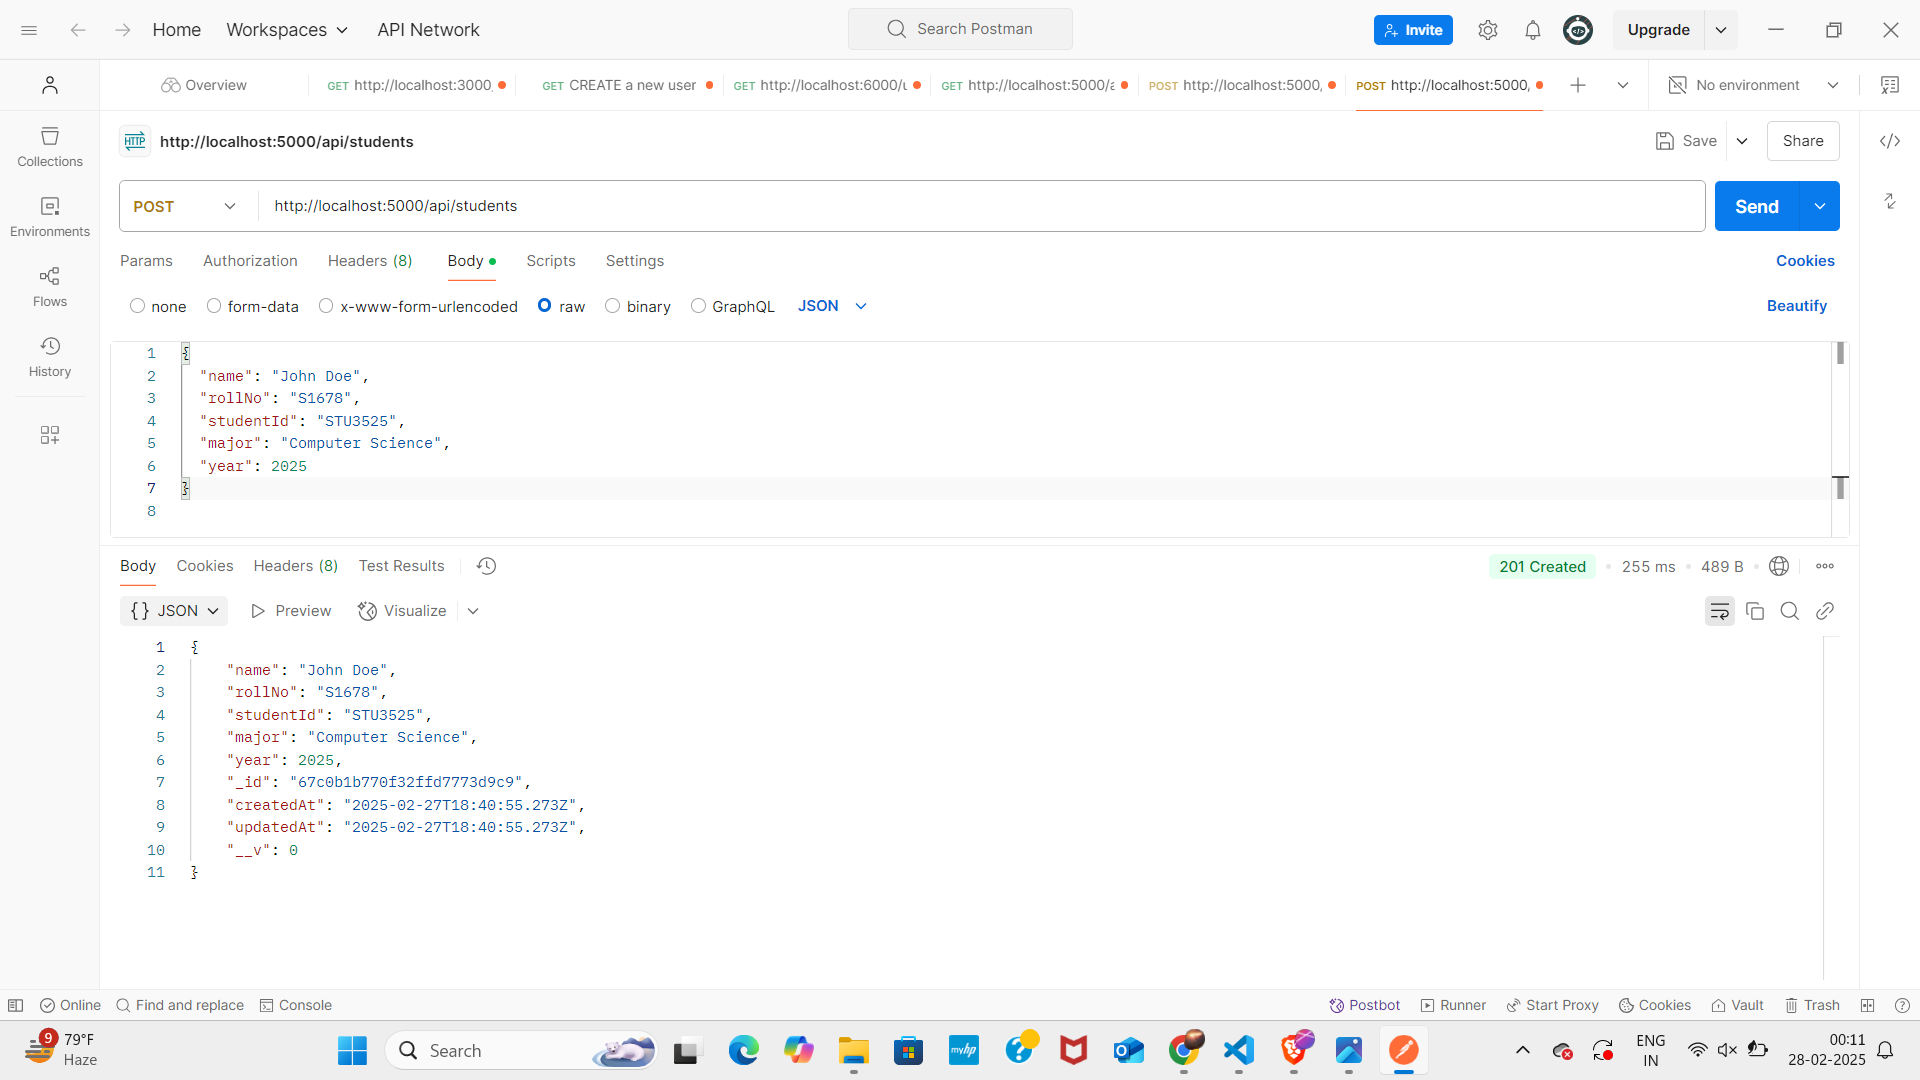 Home Workspaces API Network Search Postman Invite Upgrade
Overview GET http://localhost:3000, GET CREATE a new user GET http://localhost:6000/u GET http://localhost:5000/a POST http://localhost:5000, POST http://localhost:5000, No environment
HTTP http://localhost:5000/api/students Save Share
Collections
Environments
Flows
History
POST http://localhost:5000/api/students Send
Params Authorization Headers (8) Body Scripts Settings Cookies
none form-data x-www-form-urlencoded raw binary GraphQL JSON Beautify
1 {
2 "name": "John Doe",
3 "rollNo": "S1678",
4 "studentId": "STU3525",
5 "major": "Computer Science",
6 "year": 2025
7 }
8
Body Cookies Headers (8) Test Results 201 Created 255 ms 489 B
{} JSON Preview Visualize
1 {
2 "name": "John Doe",
3 "rollNo": "S1678",
4 "studentId": "STU3525",
5 "major": "Computer Science",
6 "year": 2025,
7 "_id": "67c0b1b770f32ffd7773d9c9",
8 "createdAt": "2025-02-27T18:40:55.273Z",
9 "updatedAt": "2025-02-27T18:40:55.273Z",
10 "__v": 0
11 }
Online Find and replace Console Postbot Runner Start Proxy Cookies Vault Trash
9 79°F
Haze
Search
myhp
ENG
IN
00:11
28-02-2025